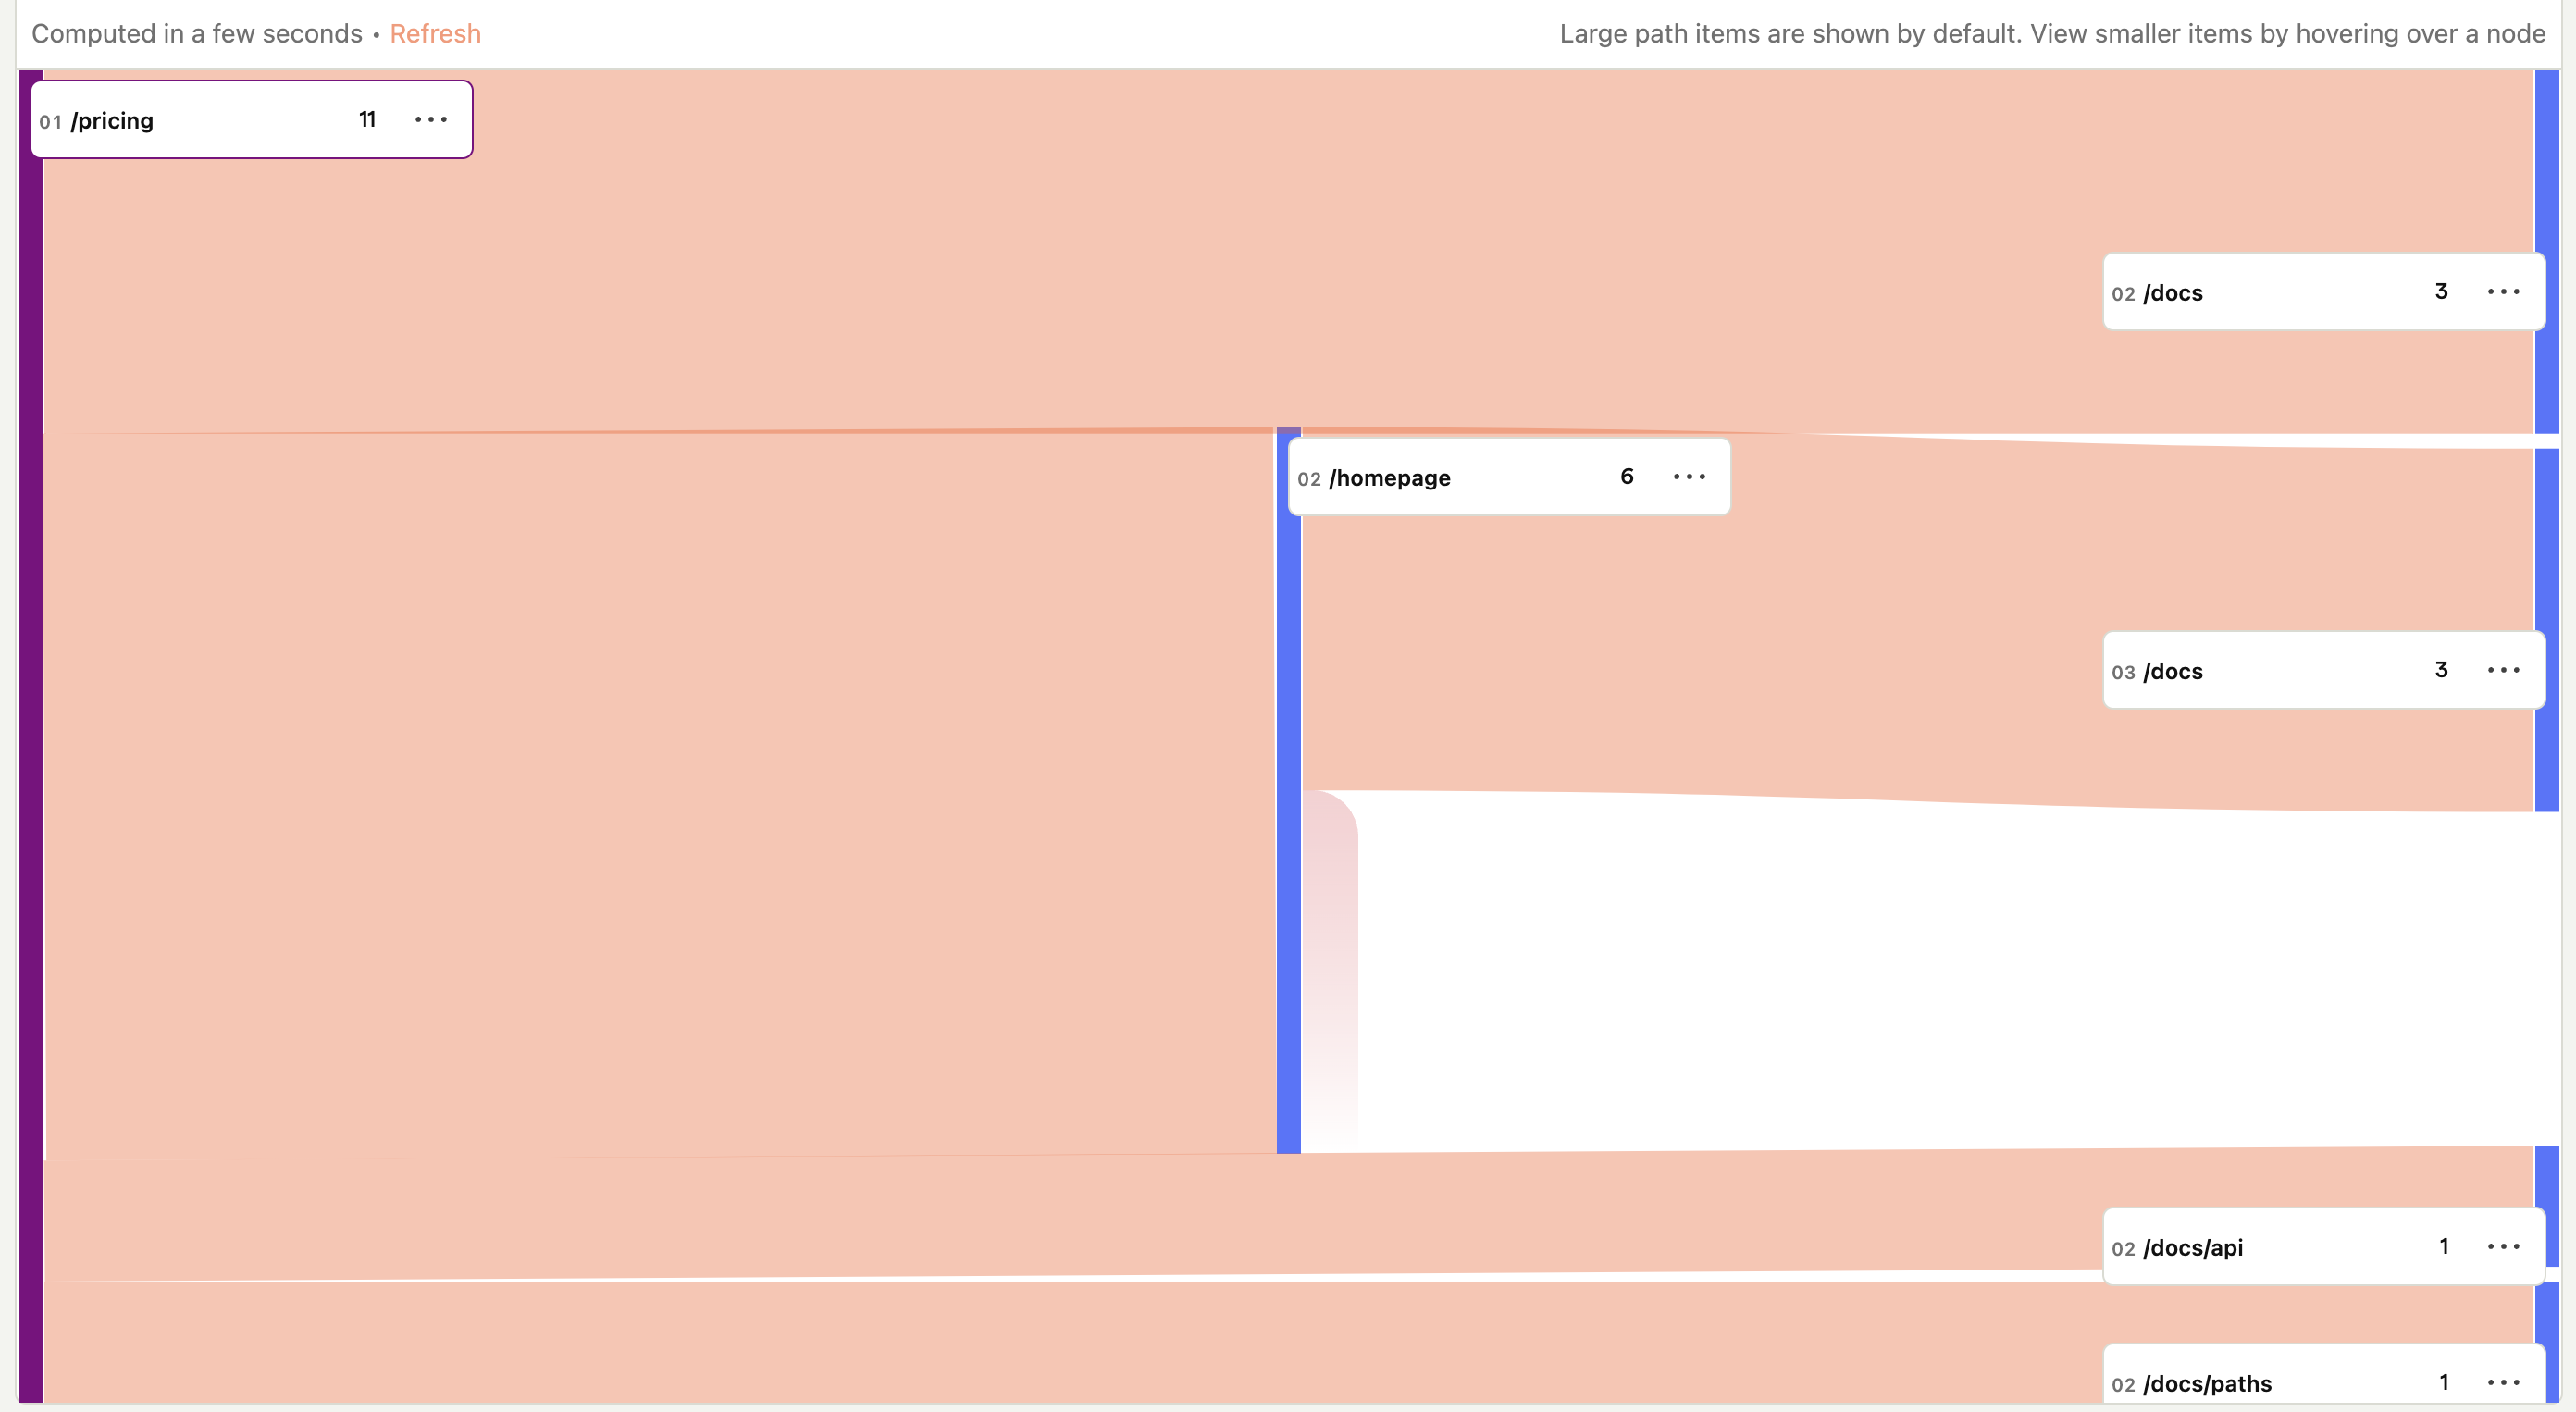 Computed in a few seconds • Refresh
Large path items are shown by default. View smaller items by hovering over a node
01 /pricing 11 •••
02 /docs 3 •••
02 /homepage 6 •••
03 /docs 3 •••
02 /docs/api 1 •••
02 /docs/paths 1 •••